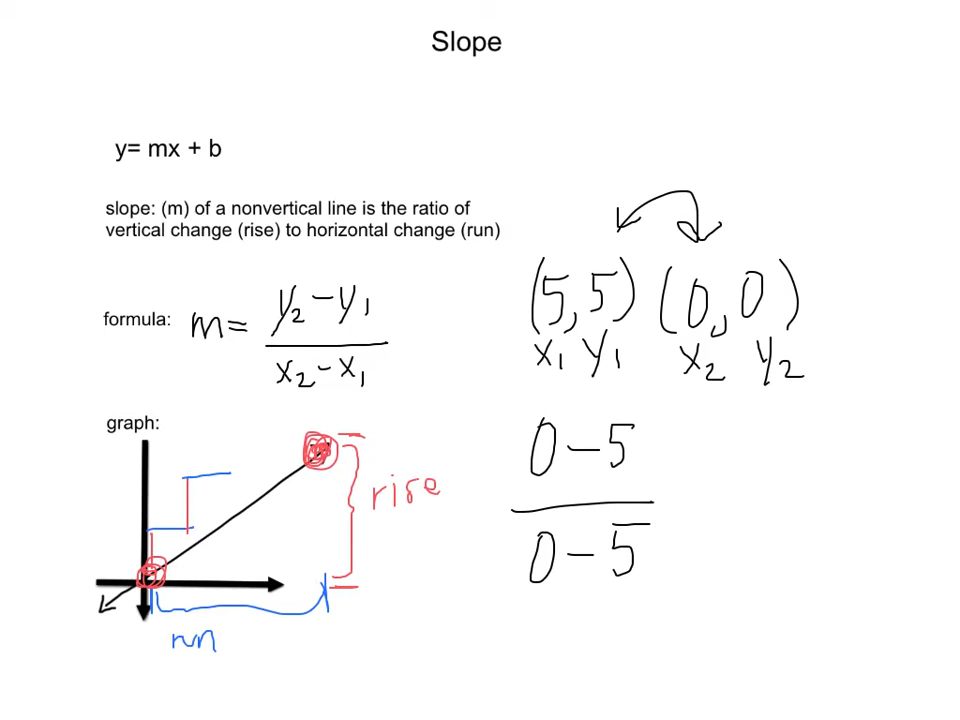 Slope
y= mx + b
slope: (m) of a nonvertical line is the ratio of
vertical change (rise) to horizontal change (run)
formula: m= y₂ - y₁
x₂ - x₁
(5,5) (0,0)
x₁ y₁ x₂ y₂
graph:
rise
run
0 - 5
0 - 5